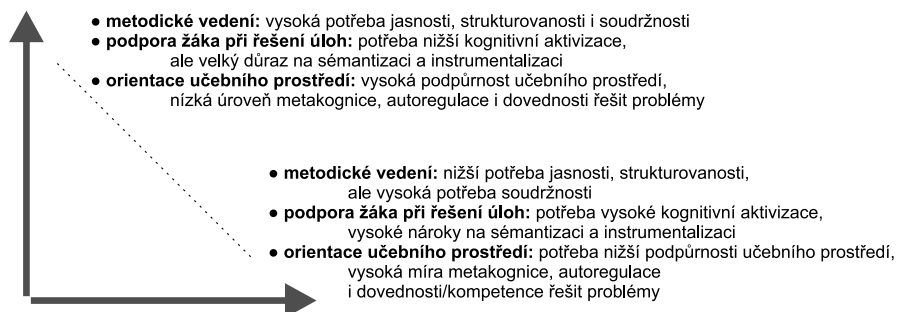 ● metodické vedení: vysoká potřeba jasnosti, strukturovanosti i soudržnosti
● podpora žáka při řešení úloh: potřeba nižší kognitivní aktivizace,
ale velký důraz na sémantizaci a instrumentalizaci
● orientace učebního prostředí: vysoká podpůrnost učebního prostředí,
nízká úroveň metakognice, autoregulace i dovednosti řešit problémy
● metodické vedení: nižší potřeba jasnosti, strukturovanosti,
ale vysoká potřeba soudržnosti
● podpora žáka při řešení úloh: potřeba vysoké kognitivní aktivizace,
vysoké nároky na sémantizaci a instrumentalizaci
● orientace učebního prostředí: potřeba nižší podpůrnosti učebního prostředí,
vysoká míra metakognice, autoregulace
i dovednosti/kompetence řešit problémy